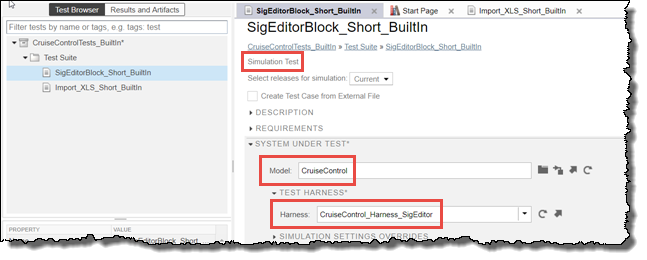 Test Browser Results and Artifacts
Filter tests by name or tags, e.g. tags: test
CruiseControlTests_BuiltIn*
Test Suite
SigEditorBlock_Short_BuiltIn
Import_XLS_Short_BuiltIn
PROPERTY VALUE
SigEditorBlock_Short_BuiltIn Start Page Import_XLS_Short_BuiltIn
SigEditorBlock_Short_BuiltIn
CruiseControlTests_BuiltIn » Test Suite » SigEditorBlock_Short_BuiltIn
Simulation Test
Select releases for simulation: Current
Create Test Case from External File
DESCRIPTION
REQUIREMENTS
SYSTEM UNDER TEST*
Model: CruiseControl
TEST HARNESS*
Harness: CruiseControl_Harness_SigEditor
SIMULATION SETTINGS OVERRIDES